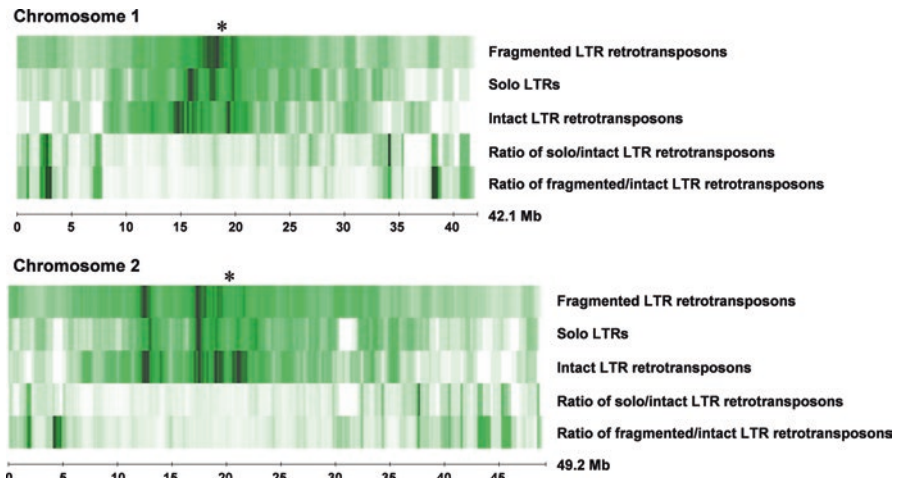 Chromosome 1
*
Fragmented LTR retrotransposons
Solo LTRs
Intact LTR retrotransposons
Ratio of solo/intact LTR retrotransposons
Ratio of fragmented/intact LTR retrotransposons
0 5 10 15 20 25 30 35 40
42.1 Mb
Chromosome 2
*
Fragmented LTR retrotransposons
Solo LTRs
Intact LTR retrotransposons
Ratio of solo/intact LTR retrotransposons
Ratio of fragmented/intact LTR retrotransposons
49.2 Mb
0 5 10 15 20 25 30 35 40 45